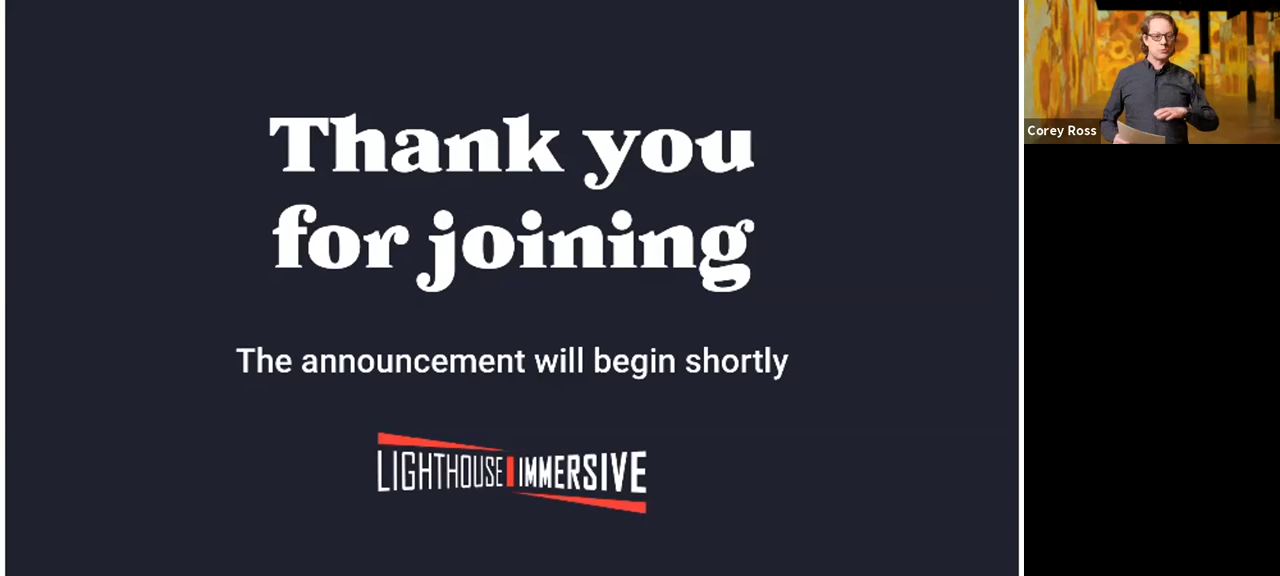 Thank you
for joining
The announcement will begin shortly
LIGHTHOUSE IMMERSIVE
Corey Ross